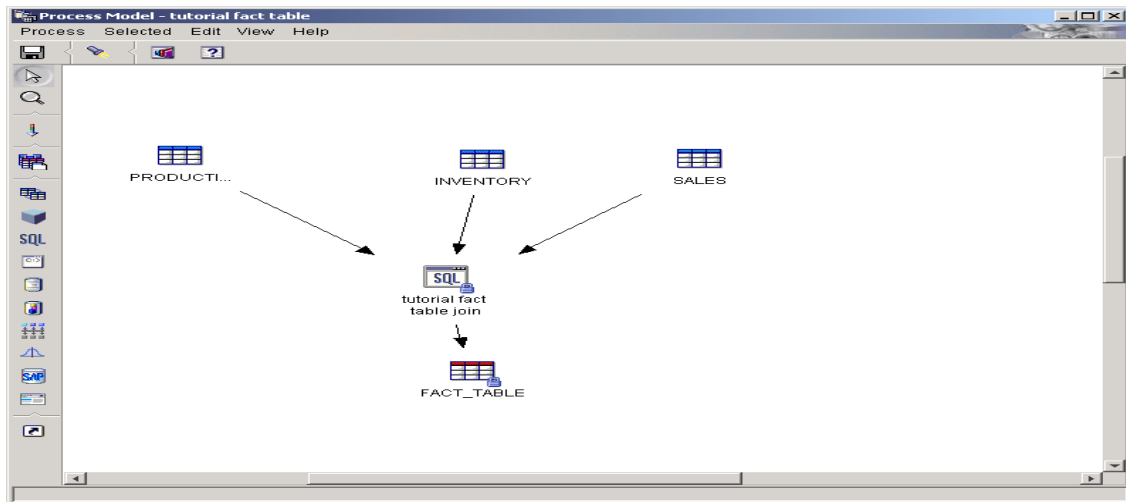 Process Model - tutorial fact table
Process Selected Edit View Help
PRODUCTI...
INVENTORY
SALES
SQL
SQL
tutorial fact
table join
SAP
FACT_TABLE